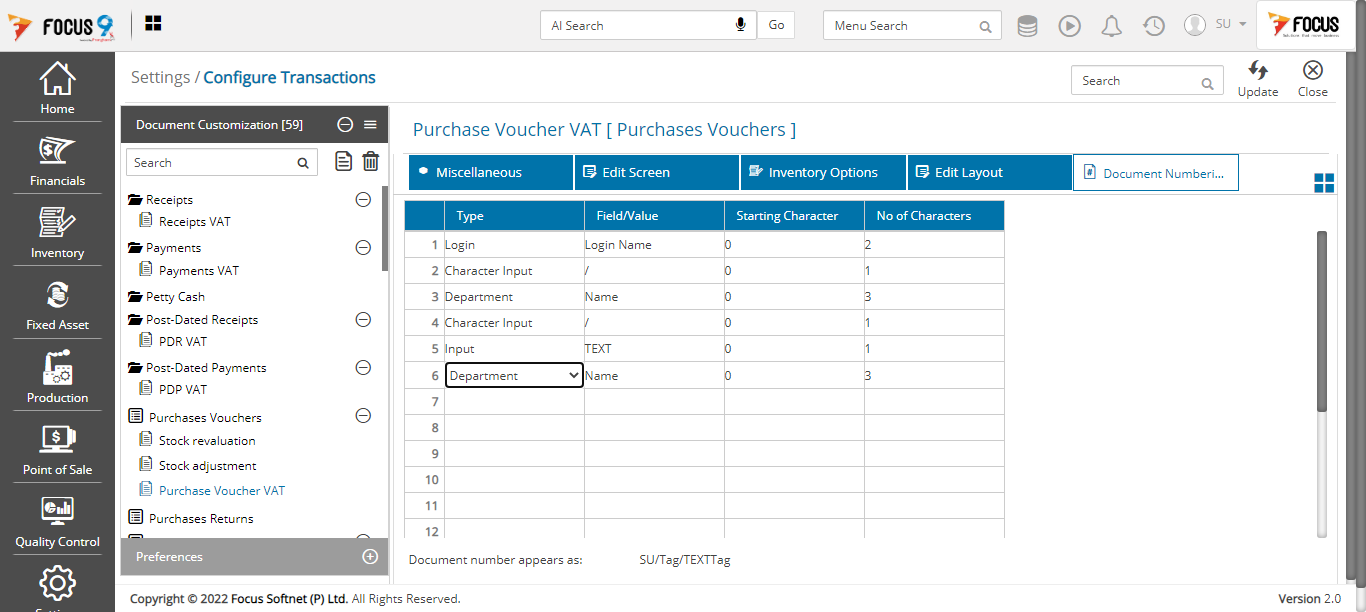 FOCUS 9
AI Search
Go
Menu Search
SU
FOCUS
Home
Financials
Inventory
Fixed Asset
Production
Point of Sale
Quality Control
Settings / Configure Transactions
Search
Update
Close
Document Customization [59]
Search
Receipts
Receipts VAT
Payments
Payments VAT
Petty Cash
Post-Dated Receipts
PDR VAT
Post-Dated Payments
PDP VAT
Purchases Vouchers
Stock revaluation
Stock adjustment
Purchase Voucher VAT
Purchases Returns
Preferences
Purchase Voucher VAT [ Purchases Vouchers ]
Miscellaneous
Edit Screen
Inventory Options
Edit Layout
Document Numberi...
Type Field/Value Starting Character No of Characters
1 Login Login Name 0 2
2 Character Input / 0 1
3 Department Name 0 3
4 Character Input / 0 1
5 Input TEXT 0 1
6 Department Name 0 3
7
8
9
10
11
12
Document number appears as: SU/Tag/TEXTTag
Copyright © 2022 Focus Softnet (P) Ltd. All Rights Reserved.
Version 2.0